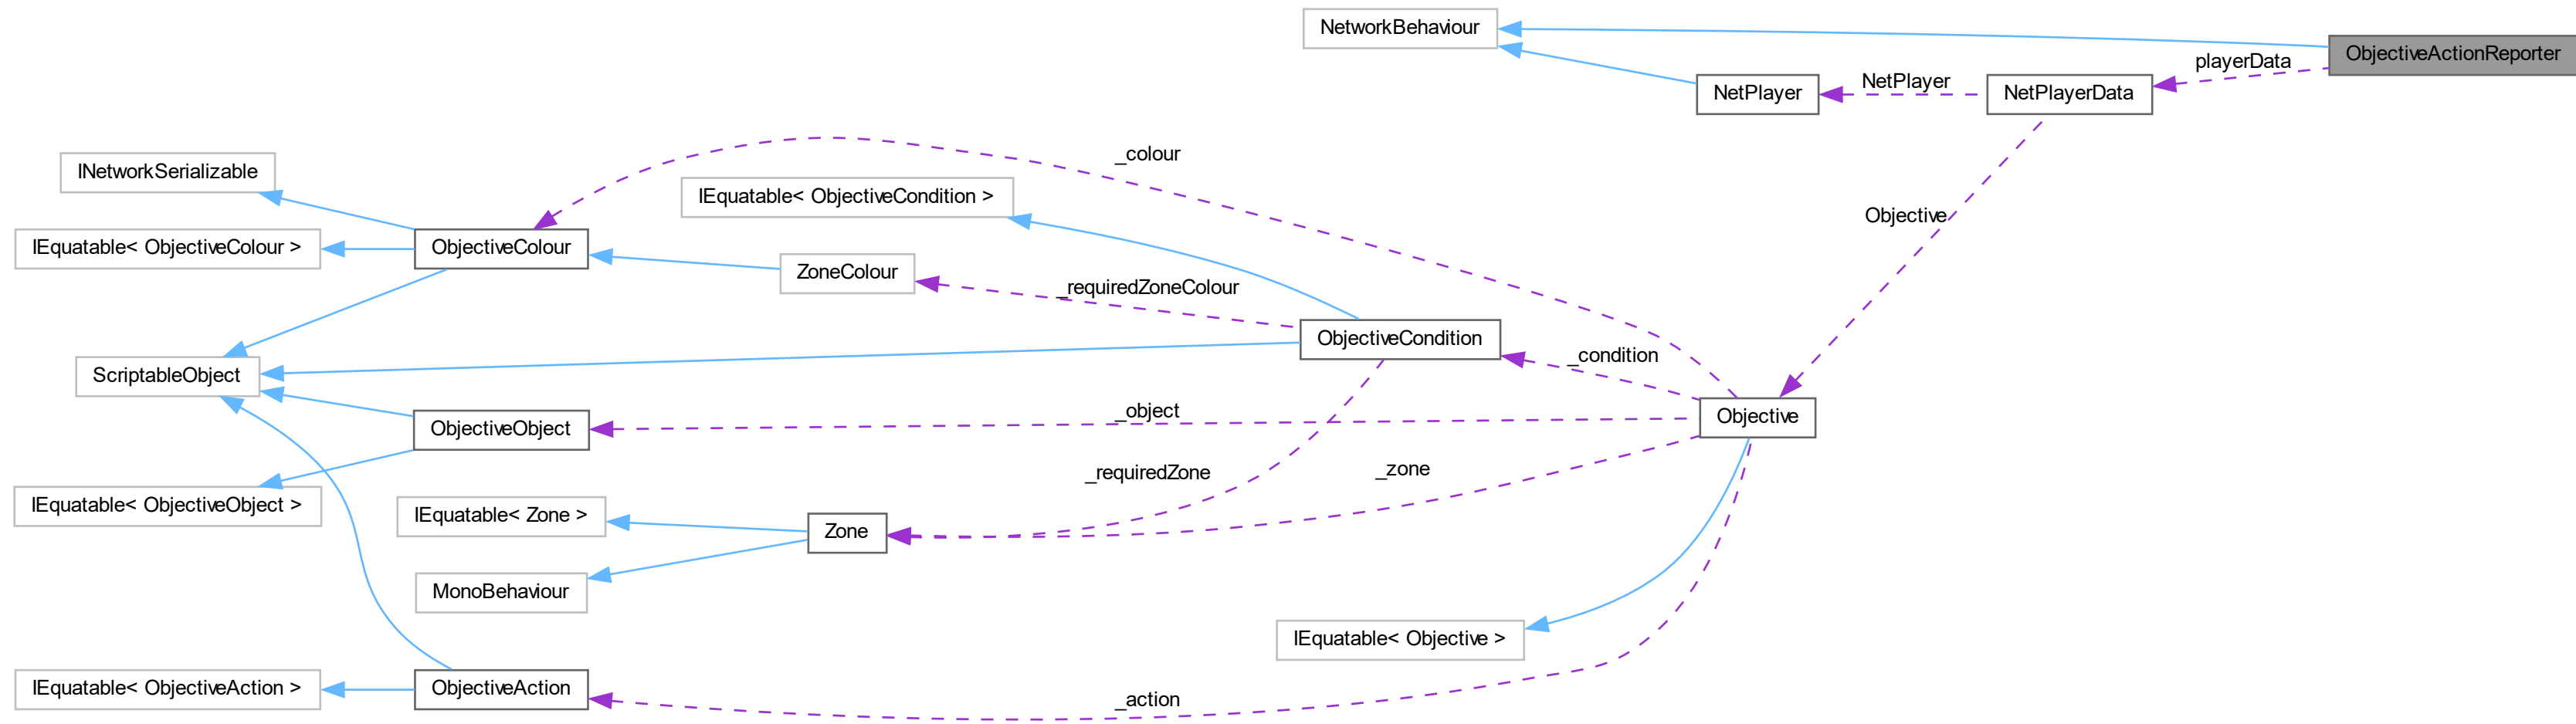 NetworkBehaviour
ObjectiveActionReporter
playerData
NetPlayer
NetPlayer
NetPlayerData
_colour
INetworkSerializable
IEquatable< ObjectiveCondition >
Objective
IEquatable< ObjectiveColour >
ObjectiveColour
ZoneColour
_requiredZoneColour
ObjectiveCondition
_condition
ScriptableObject
_object
Objective
ObjectiveObject
_requiredZone
_zone
IEquatable< ObjectiveObject >
IEquatable< Zone >
Zone
MonoBehaviour
IEquatable< Objective >
IEquatable< ObjectiveAction >
ObjectiveAction
_action